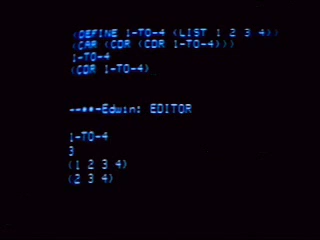 (DEFINE 1-TO-4 (LIST 1 2 3 4))
(CAR (CDR (CDR 1-TO-4)))
1-TO-4
(CDR 1-TO-4)
--**-Edwin: EDITOR
1-TO-4
3
(1 2 3 4)
(2 3 4)